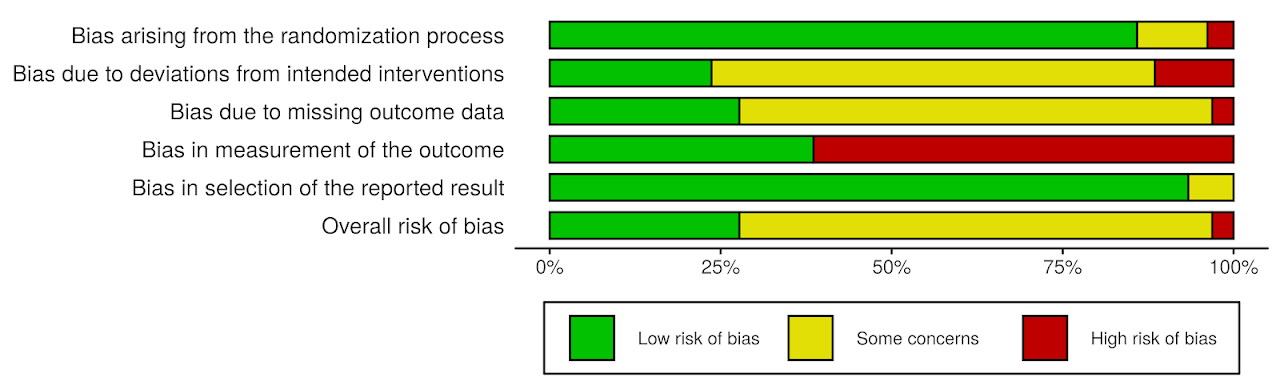 Bias arising from the randomization process
Bias due to deviations from intended interventions
Bias due to missing outcome data
Bias in measurement of the outcome
Bias in selection of the reported result
Overall risk of bias
0% 25% 50% 75% 100%
Low risk of bias Some concerns High risk of bias